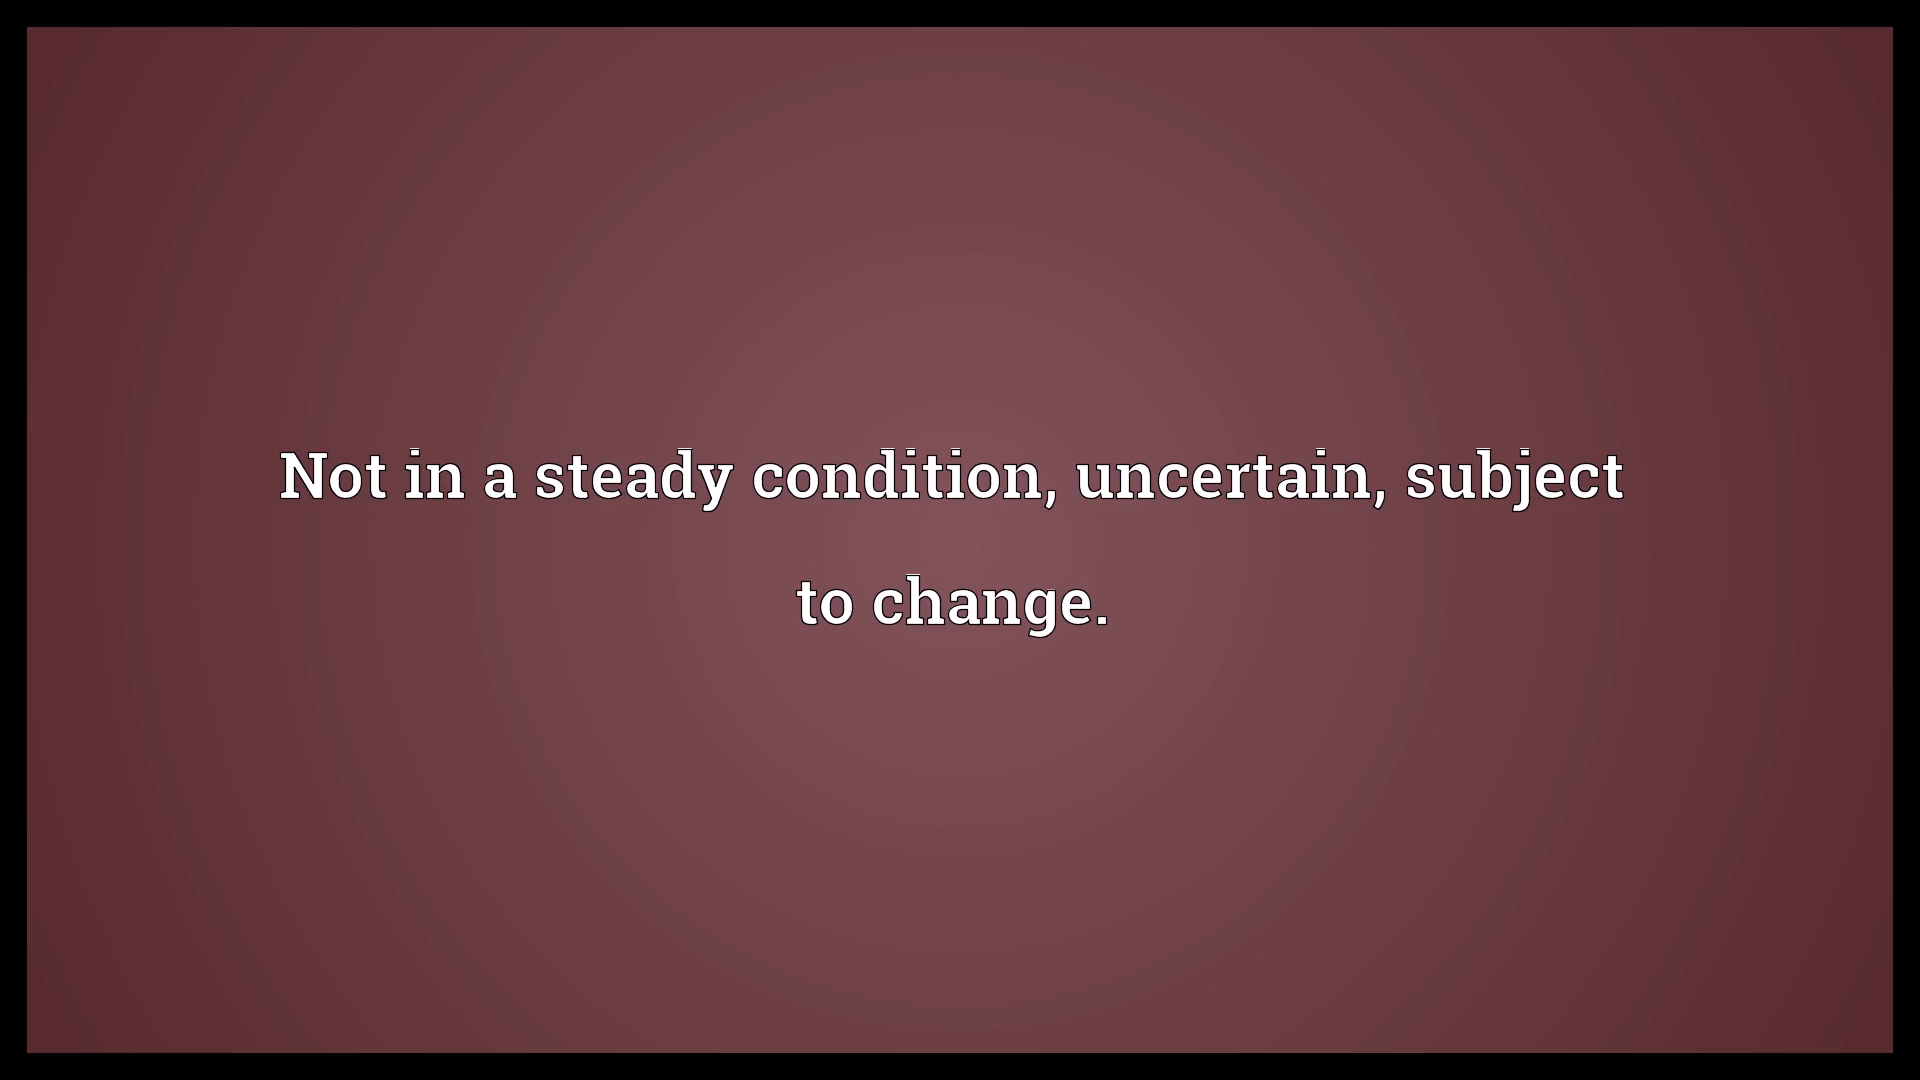 Not in a steady condition, uncertain, subject
to change.